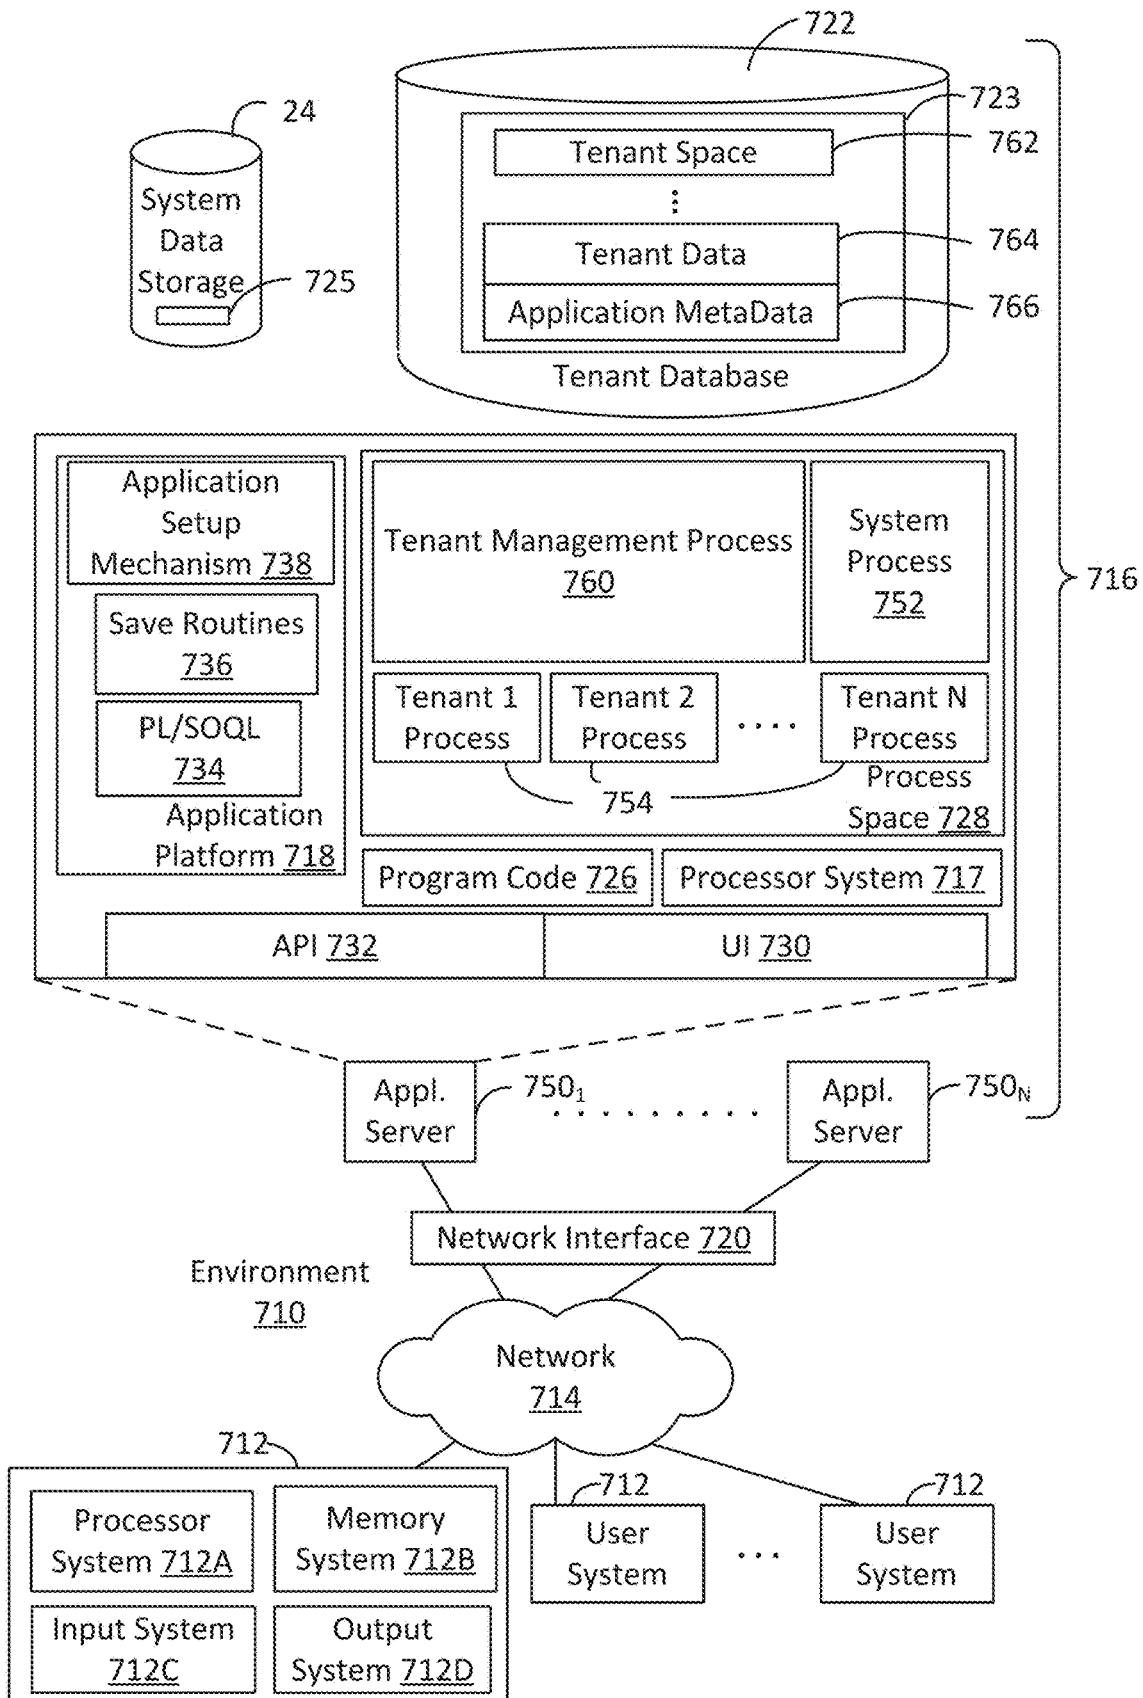 722
723
24
Tenant Space
762
System
Data
Storage
Tenant Data
764
725
Application MetaData
766
Tenant Database
Application
Setup
Mechanism 738
Tenant Management Process
760
System
Process
752
716
Save Routines
736
Tenant 1
Process
Tenant 2
Process
....
Tenant N
Process
PL/SOQL
734
754
Process
Space 728
Application
Platform 718
Program Code 726
Processor System 717
API 732
UI 730
Appl.
Server
750₁
.........
Appl.
Server
750N
Network Interface 720
Environment
710
Network
714
712
712
712
Processor
System 712A
Memory
System 712B
User
System
...
User
System
Input System
712C
Output
System 712D